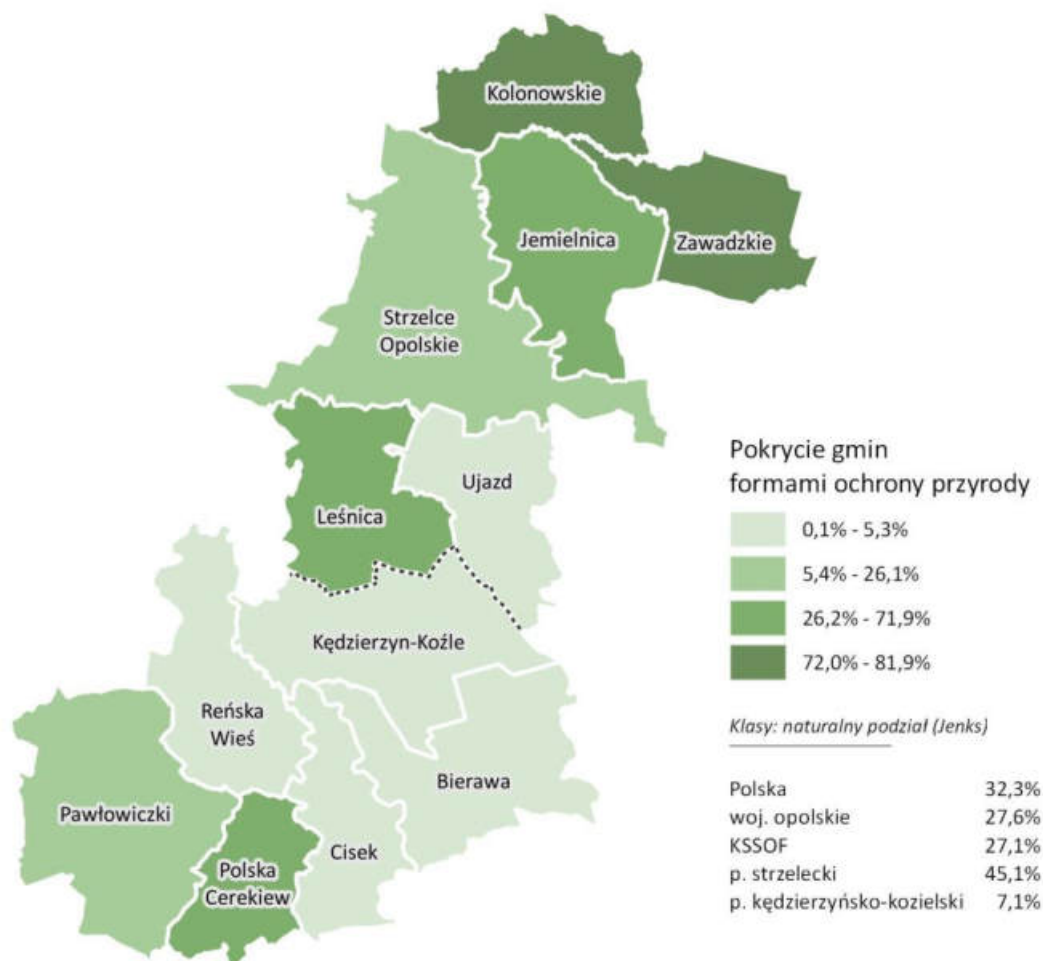 Kolonowskie
Jemielnica
Zawadzkie
Strzelce
Opolskie
Ujazd
Leśnica
Kędzierzyn-Koźle
Reńska
Wieś
Bierawa
Pawłowiczki
Cisek
Polska
Cerekiew
Pokrycie gmin
formami ochrony przyrody
0,1% - 5,3%
5,4% - 26,1%
26,2% - 71,9%
72,0% - 81,9%
Klasy: naturalny podział (Jenks)
Polska 32,3%
woj. opolskie 27,6%
KSSOF 27,1%
p. strzelecki 45,1%
p. kędzierzyńsko-kozielski 7,1%